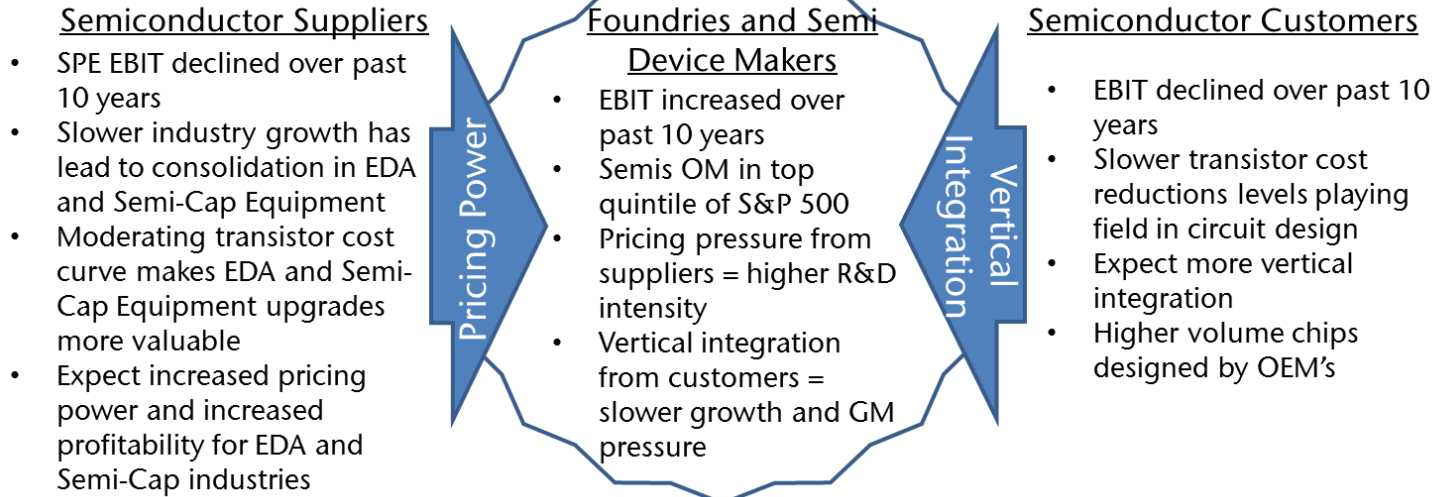 Semiconductor Suppliers
• SPE EBIT declined over past
10 years
• Slower industry growth has
lead to consolidation in EDA
and Semi-Cap Equipment
• Moderating transistor cost
curve makes EDA and Semi-
Cap Equipment upgrades
more valuable
• Expect increased pricing
power and increased
profitability for EDA and
Semi-Cap industries
Pricing Power
Foundries and Semi
Device Makers
• EBIT increased over
past 10 years
• Semis OM in top
quintile of S&P 500
• Pricing pressure from
suppliers = higher R&D
intensity
• Vertical integration
from customers =
slower growth and GM
pressure
Vertical
Integration
Semiconductor Customers
• EBIT declined over past 10
years
• Slower transistor cost
reductions levels playing
field in circuit design
• Expect more vertical
integration
• Higher volume chips
designed by OEM's